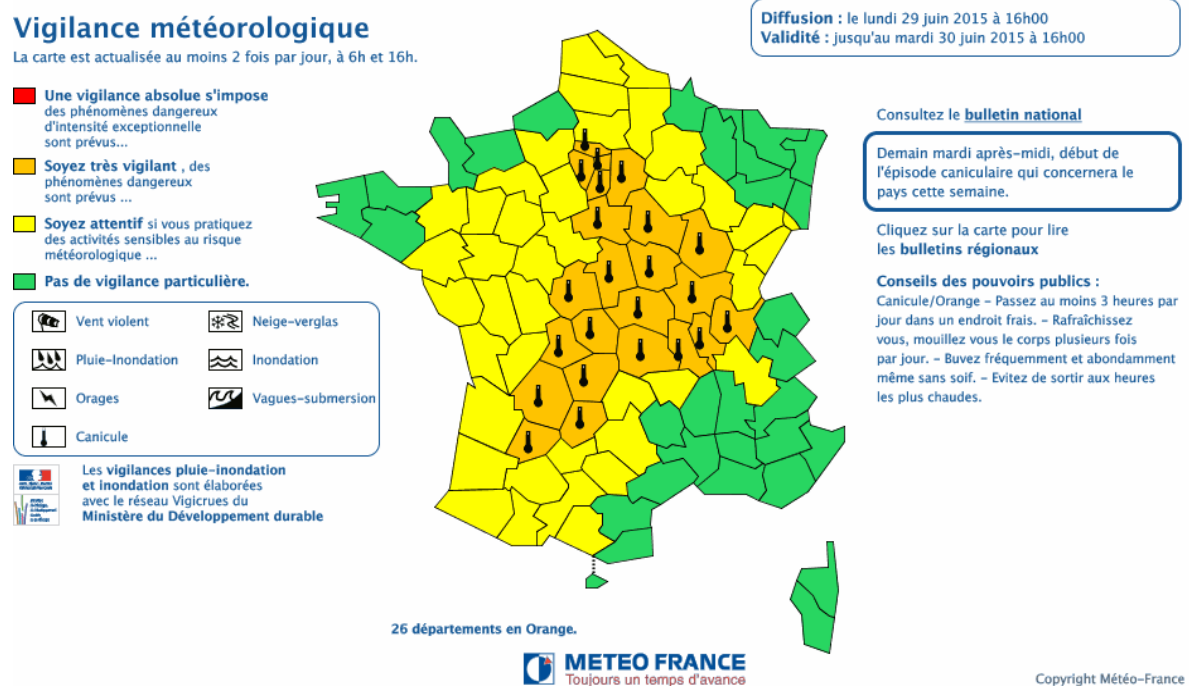 Vigilance météorologique
La carte est actualisée au moins 2 fois par jour, à 6h et 16h.
Une vigilance absolue s'impose
des phénomènes dangereux
d'intensité exceptionnelle
sont prévus...
Soyez très vigilant , des
phénomènes dangereux
sont prévus ...
Soyez attentif si vous pratiquez
des activités sensibles au risque
météorologique ...
Pas de vigilance particulière.
Vent violent
Neige-verglas
Pluie-Inondation
Inondation
Orages
Vagues-submersion
Canicule
Les vigilances pluie-inondation
et inondation sont élaborées
avec le réseau Vigicrues du
Ministère du Développement durable
Diffusion : le lundi 29 juin 2015 à 16h00
Validité : jusqu'au mardi 30 juin 2015 à 16h00
Consultez le bulletin national
Demain mardi après-midi, début de
l'épisode caniculaire qui concernera le
pays cette semaine.
Cliquez sur la carte pour lire
les bulletins régionaux
Conseils des pouvoirs publics :
Canicule/Orange - Passez au moins 3 heures par
jour dans un endroit frais. - Rafraîchissez
vous, mouillez vous le corps plusieurs fois
par jour. - Buvez fréquemment et abondamment
même sans soif. - Evitez de sortir aux heures
les plus chaudes.
26 départements en Orange.
METEO FRANCE
Toujours un temps d'avance
Copyright Météo-France